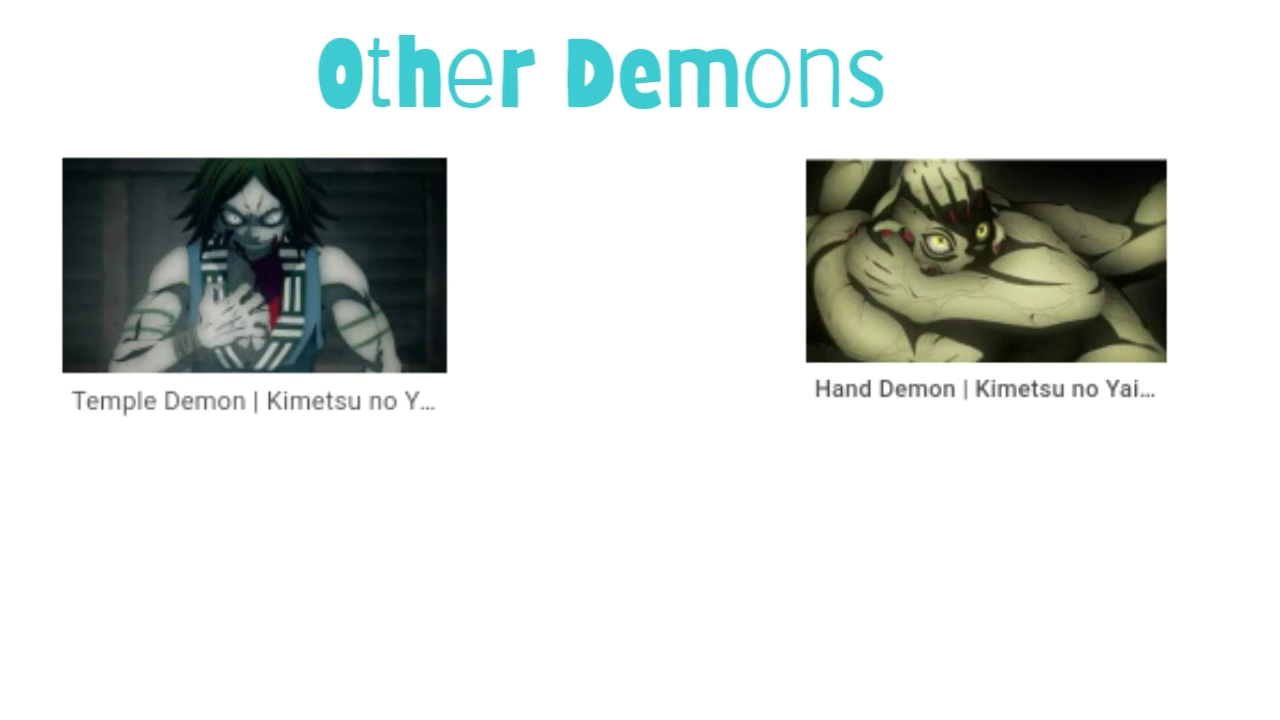 Other Demons
Temple Demon | Kimetsu no Y...
Hand Demon | Kimetsu no Yai...